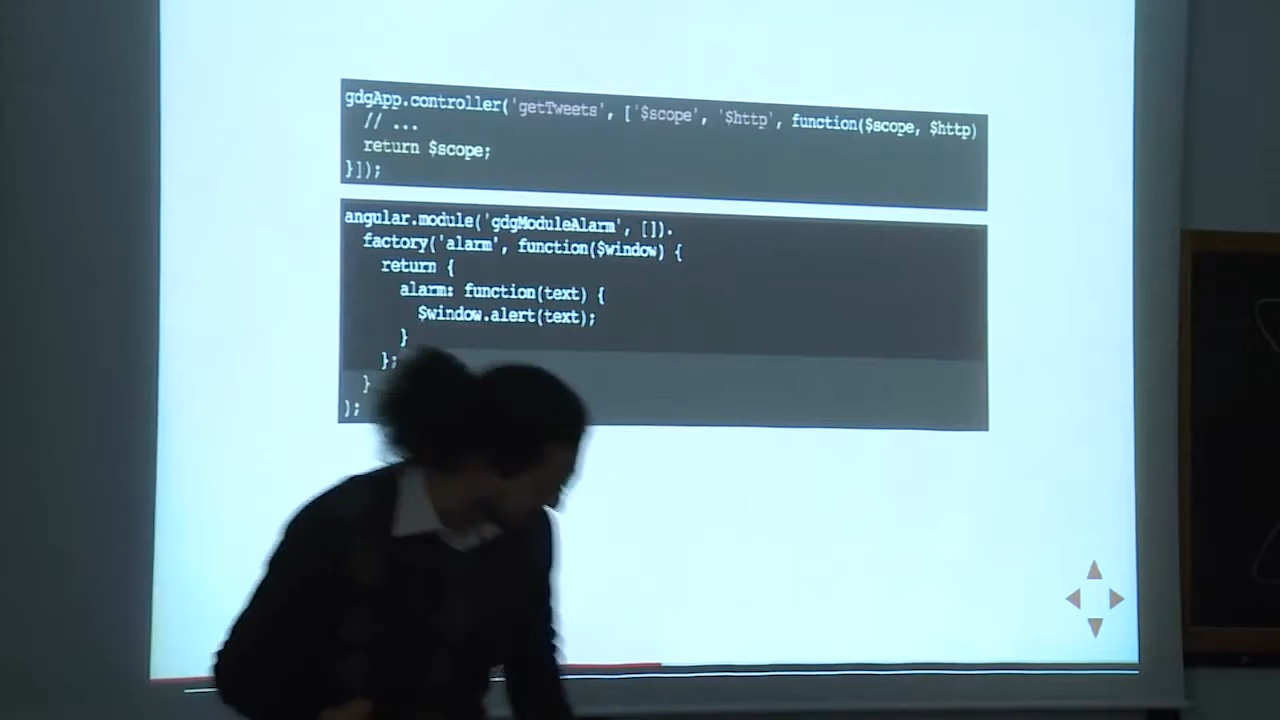 gdgApp.controller('getTweets', ['$scope', '$http', function($scope, $http)
// ...
return $scope;
}]);
angular.module('gdgModuleAlarm', []).
factory('alarm', function($window) {
return {
alarm: function(text) {
$window.alert(text);
}
};
}
);